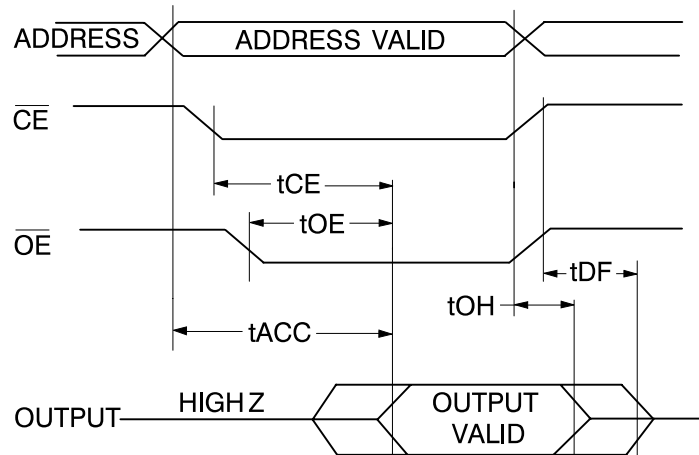 ADDRESS
ADDRESS VALID
CE
tCE
tOE
OE
tDF
tOH
tACC
HIGH Z
OUTPUT
OUTPUT
VALID